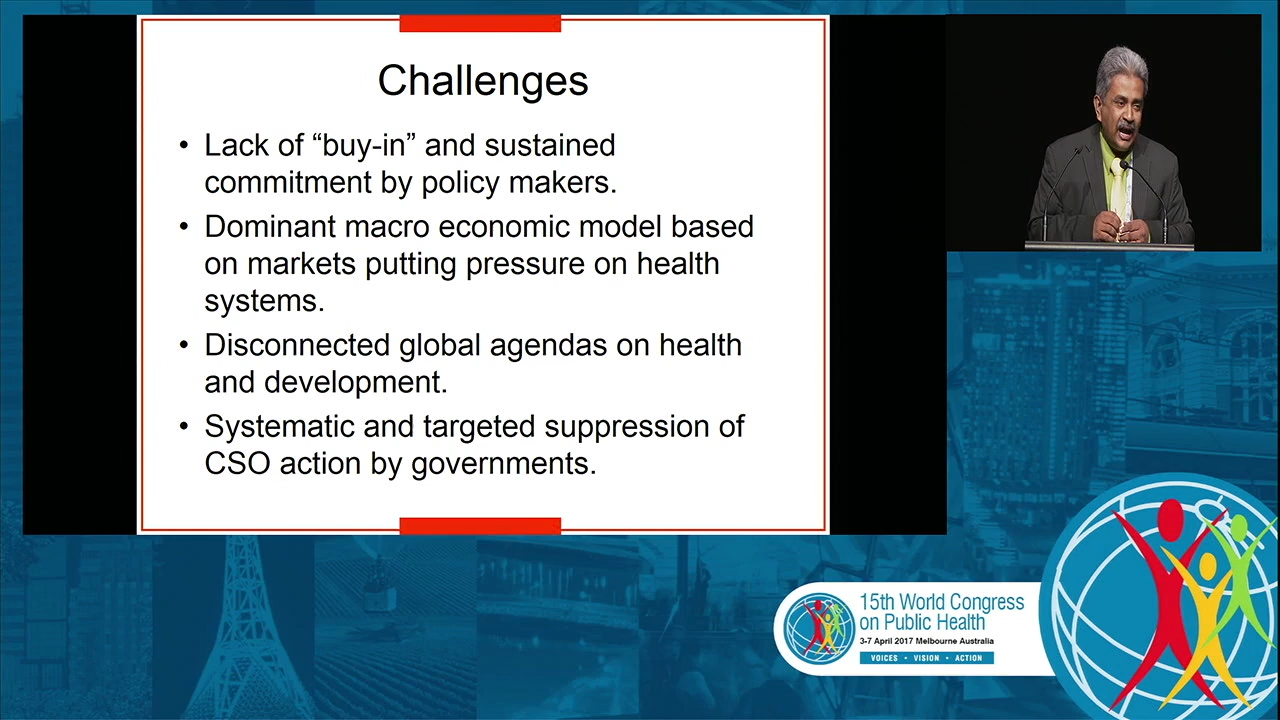 Challenges
• Lack of “buy-in” and sustained
commitment by policy makers.
• Dominant macro economic model based
on markets putting pressure on health
systems.
• Disconnected global agendas on health
and development.
• Systematic and targeted suppression of
CSO action by governments.
15th World Congress
on Public Health
3-7 April 2017 Melbourne Australia
VOICES • VISION • ACTION